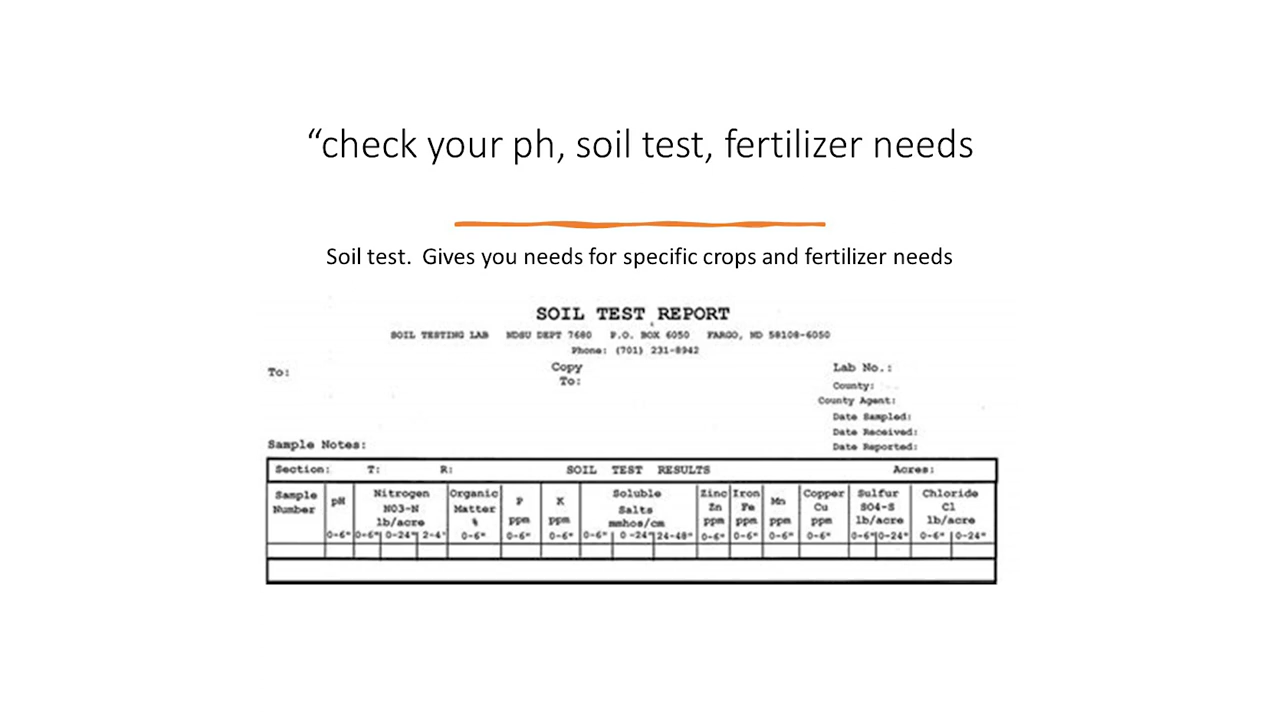 “check your ph, soil test, fertilizer needs
Soil test.  Gives you needs for specific crops and fertilizer needs
SOIL TEST REPORT
SOIL TESTING LAB NDSU DEPT 7680 P.O. BOX 6050 FARGO, ND 58108-6050
Phone: (701) 231-8942
To: Copy To: Lab No.:
County:
County Agent:
Date Sampled:
Date Received:
Sample Notes: Date Reported:
Section: T: R: SOIL TEST RESULTS Acres:
Sample Number pH Nitrogen NO3-N lb/acre Organic Matter % P ppm K ppm Soluble Salts mmhos/cm Zinc Zn ppm Iron Fe ppm Mn ppm Copper Cu ppm Sulfur SO4-S lb/acre Chloride Cl lb/acre
0-6" 0-6" 0-24" 2-4' 0-6" 0-6" 0-6" 0-6" 0-24" 24-48" 0-6" 0-6" 0-6" 0-6" 0-6" 0-24" 0-6" 0-24"